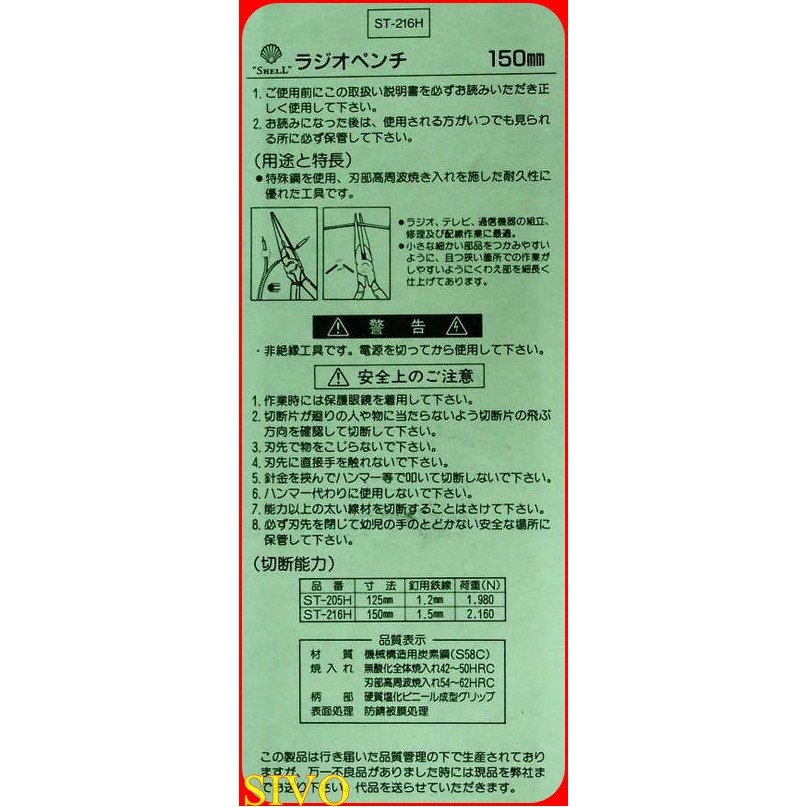 ST-216H
"SHELL" ラジオペンチ 150mm
1. ご使用前にこの取扱い説明書を必ずお読みいただき正
しく使用して下さい。
2. お読みになった後は、使用される方がいつでも見られ
る所に必ず保管して下さい。
(用途と特長)
●特殊鋼を使用、刃部高周波焼き入れを施した耐久性に
優れた工具です。
●ラジオ、テレビ、通信機器の組立、
修理及び配線作業に最適。
●小さな細かい部品をつかみやすい
ように、且つ狭い箇所での作業が
しやすいようにくわえ部を細長く
仕上げてあります。
警告
・非絶縁工具です。電源を切ってから使用して下さい。
安全上のご注意
1. 作業時には保護眼鏡を着用して下さい。
2. 切断片が廻りの人や物に当たらないよう切断片の飛ぶ
方向を確認して切断して下さい。
3. 刃先で物をこじらないで下さい。
4. 刃先に直接手を触れないで下さい。
5. 針金を挟んでハンマー等で叩いて切断しないで下さい。
6. ハンマー代わりに使用しないで下さい。
7. 能力以上の太い線材を切断することはさけて下さい。
8. 必ず刃先を閉じて幼児の手のとどかない安全な場所に
保管して下さい。
(切断能力)
品番 寸法 釘用鉄線 荷重(N)
ST-205H 125mm 1.2mm 1.980
ST-216H 150mm 1.5mm 2.160
品質表示
材質 機械構造用炭素鋼(S58C)
焼入れ 無酸化全体焼入れ42~50HRC
刃部高周波焼入れ54~62HRC
柄部 硬質塩化ビニール成型グリップ
表面処理 防錆被膜処理
この製品は行き届いた品質管理の下で生産されており
ますが、万一不良品がありました時には現品を弊社ま
でお送り下さい。代品を送らせていただきます。
SIVO